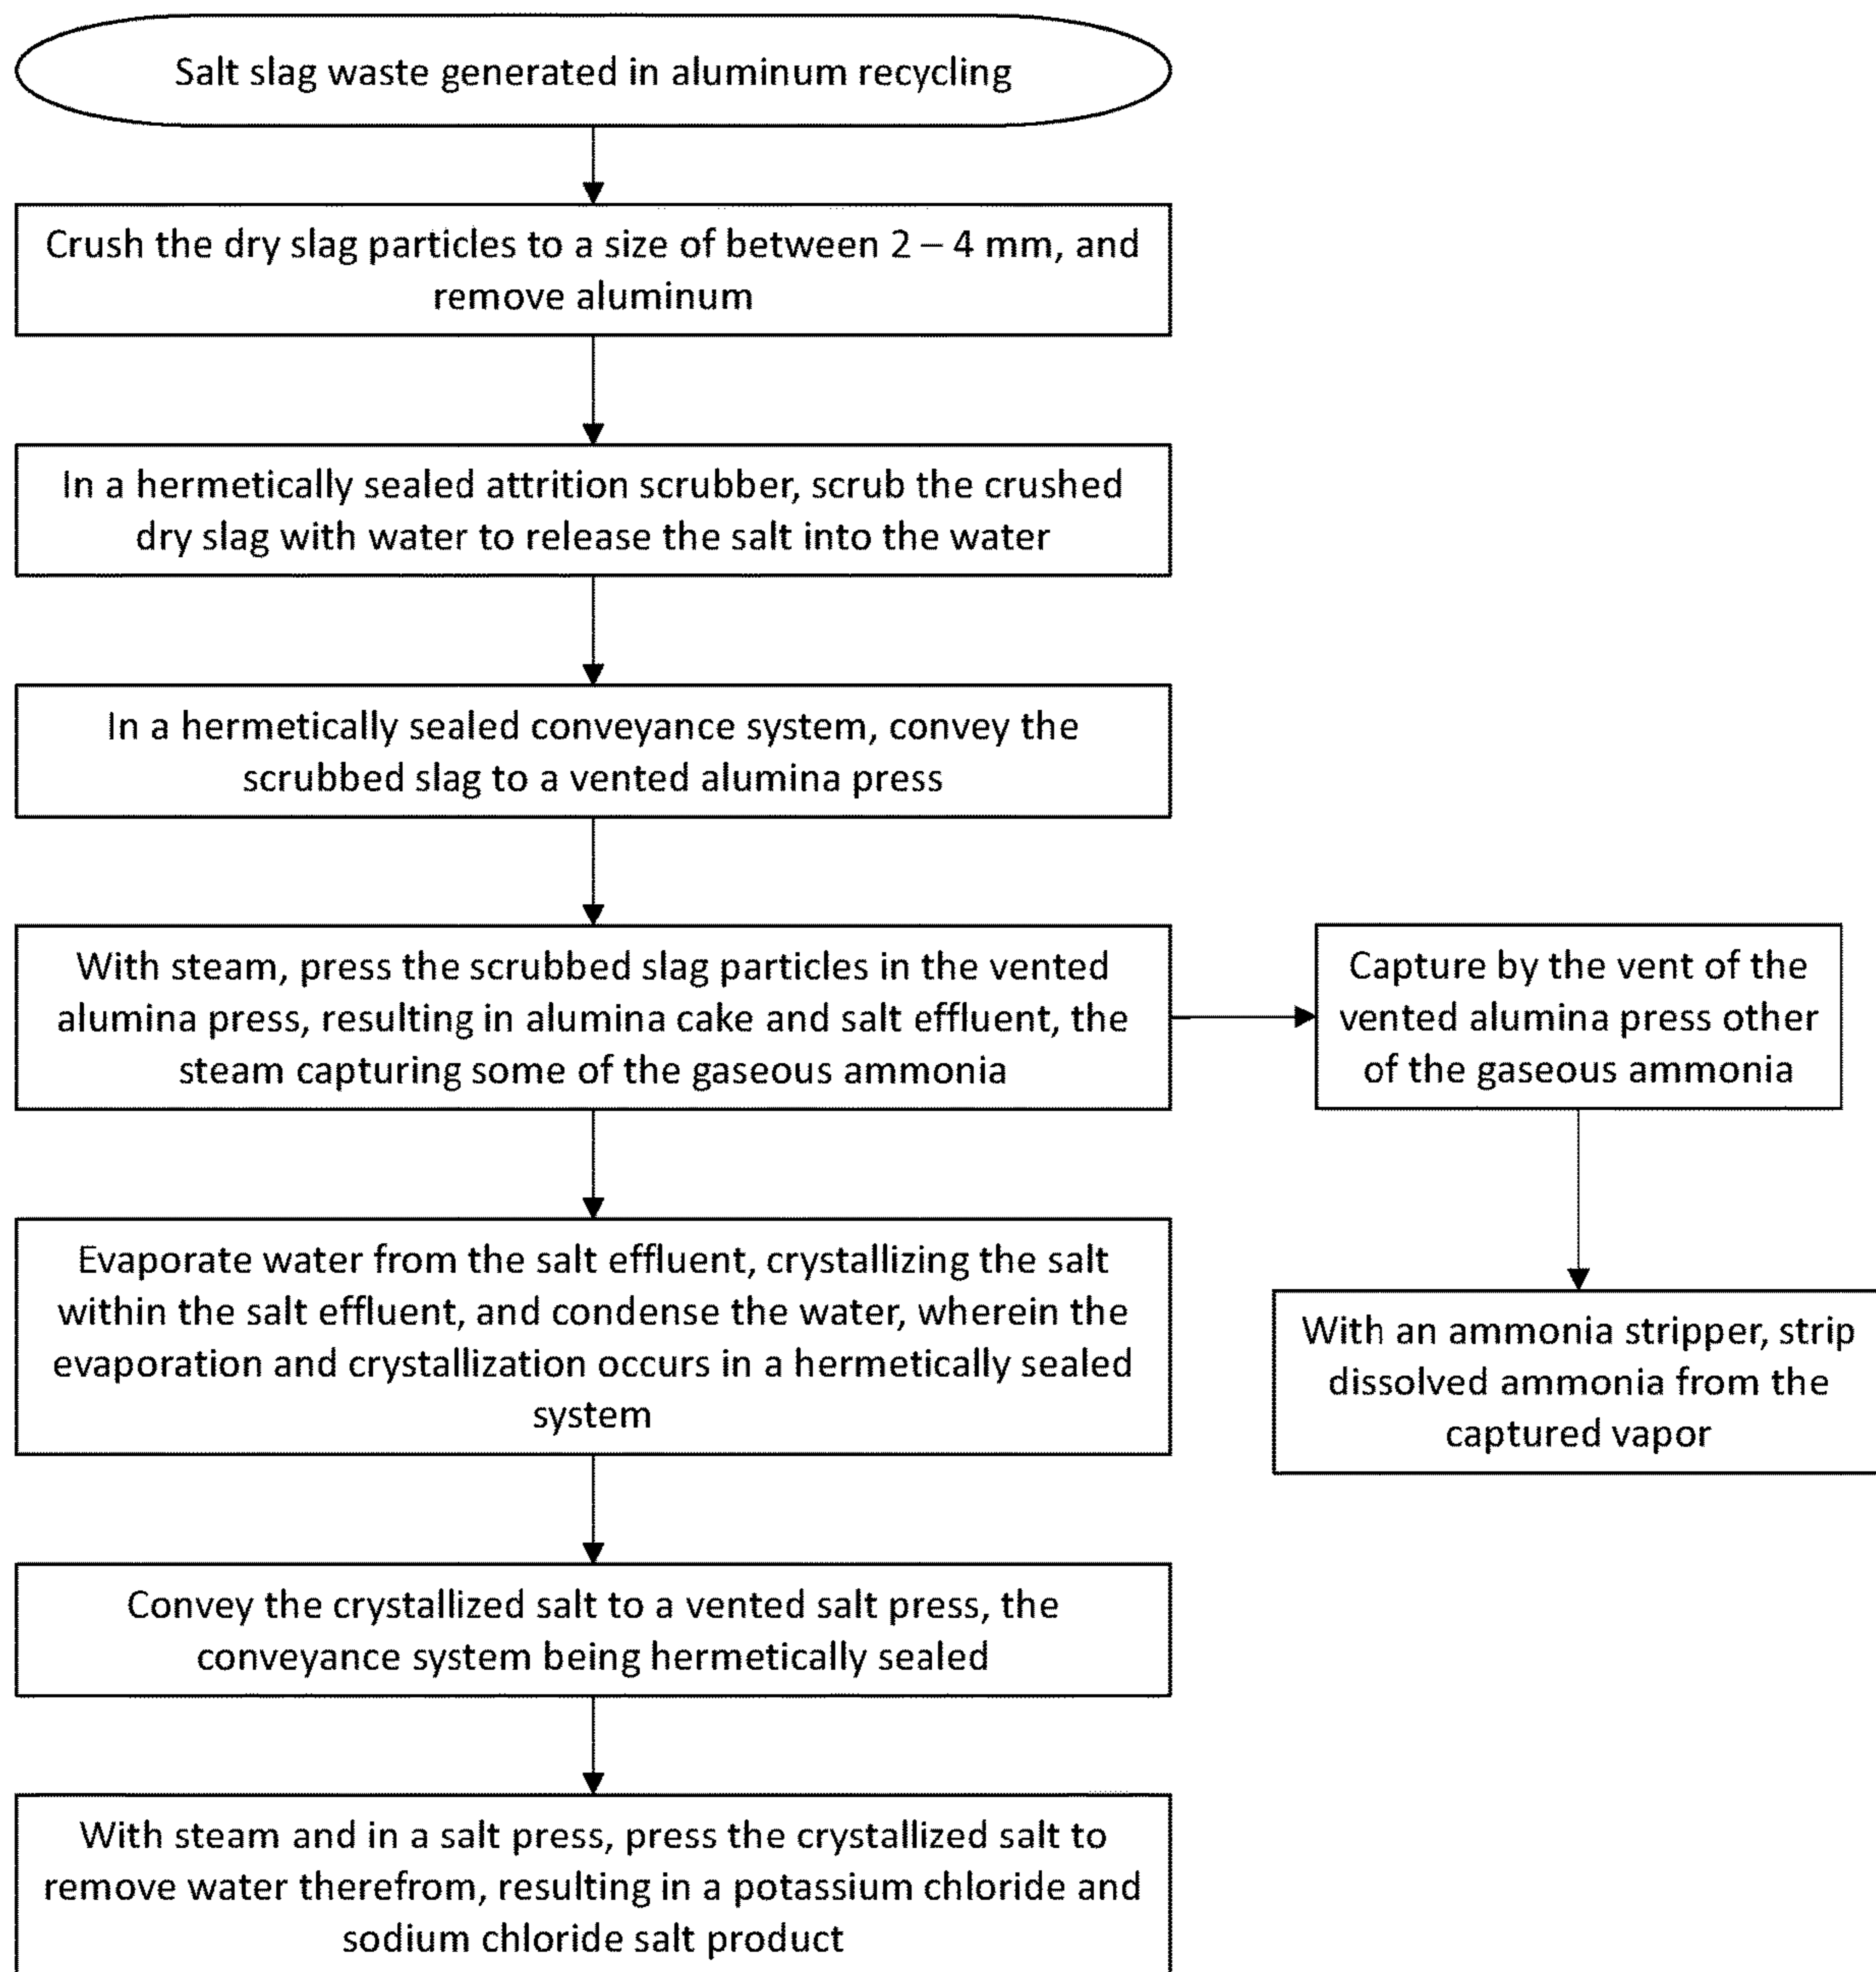 Salt slag waste generated in aluminum recycling
Crush the dry slag particles to a size of between 2 – 4 mm, and
remove aluminum
In a hermetically sealed attrition scrubber, scrub the crushed
dry slag with water to release the salt into the water
In a hermetically sealed conveyance system, convey the
scrubbed slag to a vented alumina press
With steam, press the scrubbed slag particles in the vented
alumina press, resulting in alumina cake and salt effluent, the
steam capturing some of the gaseous ammonia
Capture by the vent of the
vented alumina press other
of the gaseous ammonia
Evaporate water from the salt effluent, crystallizing the salt
within the salt effluent, and condense the water, wherein the
evaporation and crystallization occurs in a hermetically sealed
system
With an ammonia stripper, strip
dissolved ammonia from the
captured vapor
Convey the crystallized salt to a vented salt press, the
conveyance system being hermetically sealed
With steam and in a salt press, press the crystallized salt to
remove water therefrom, resulting in a potassium chloride and
sodium chloride salt product